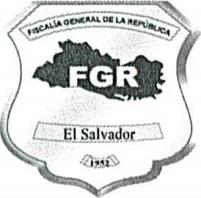 FISCALÍA GENERAL DE LA REPÚBLICA
FGR
El Salvador
1952